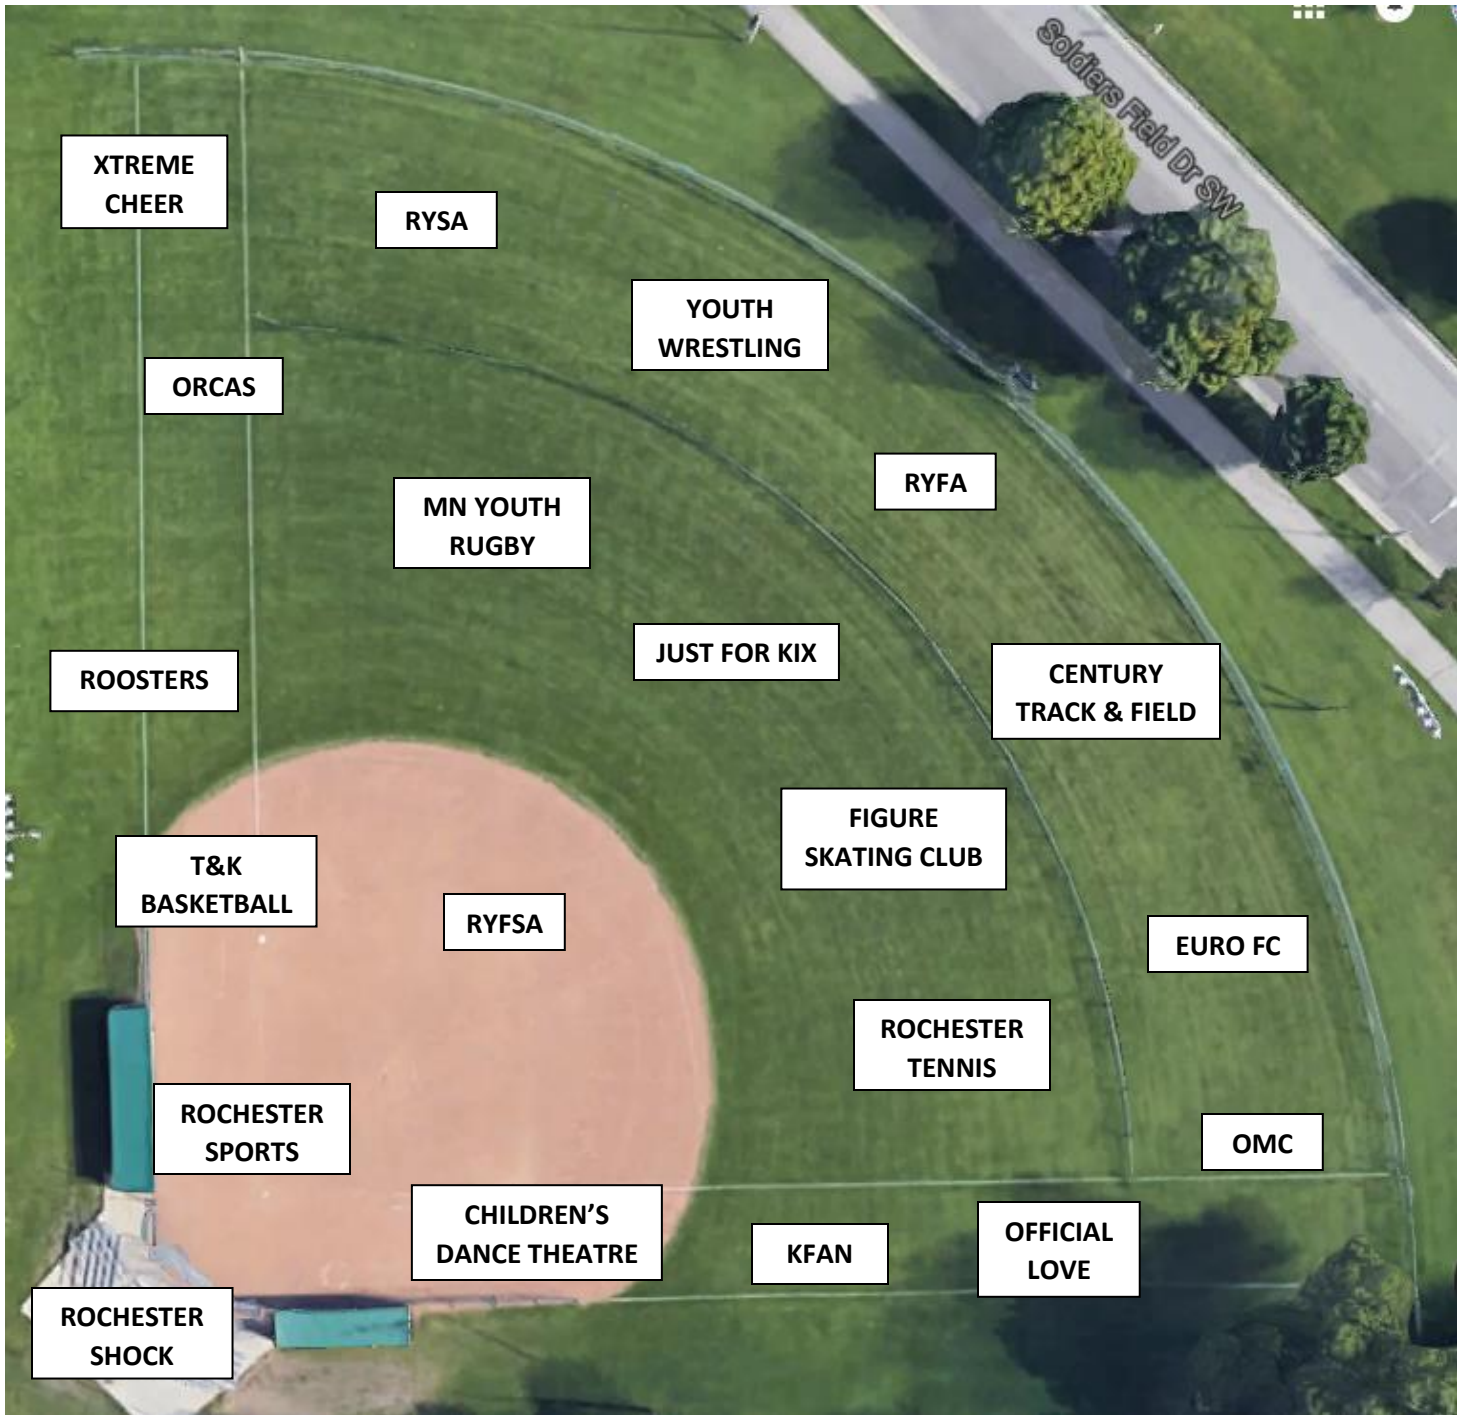 Soldiers Field Dr SW
XTREME
CHEER
RYSA
YOUTH
WRESTLING
ORCAS
RYFA
MN YOUTH
RUGBY
JUST FOR KIX
ROOSTERS
CENTURY
TRACK & FIELD
FIGURE
SKATING CLUB
T&K
BASKETBALL
RYFSA
EURO FC
ROCHESTER
TENNIS
ROCHESTER
SPORTS
OMC
CHILDREN’S
DANCE THEATRE
KFAN
OFFICIAL
LOVE
ROCHESTER
SHOCK